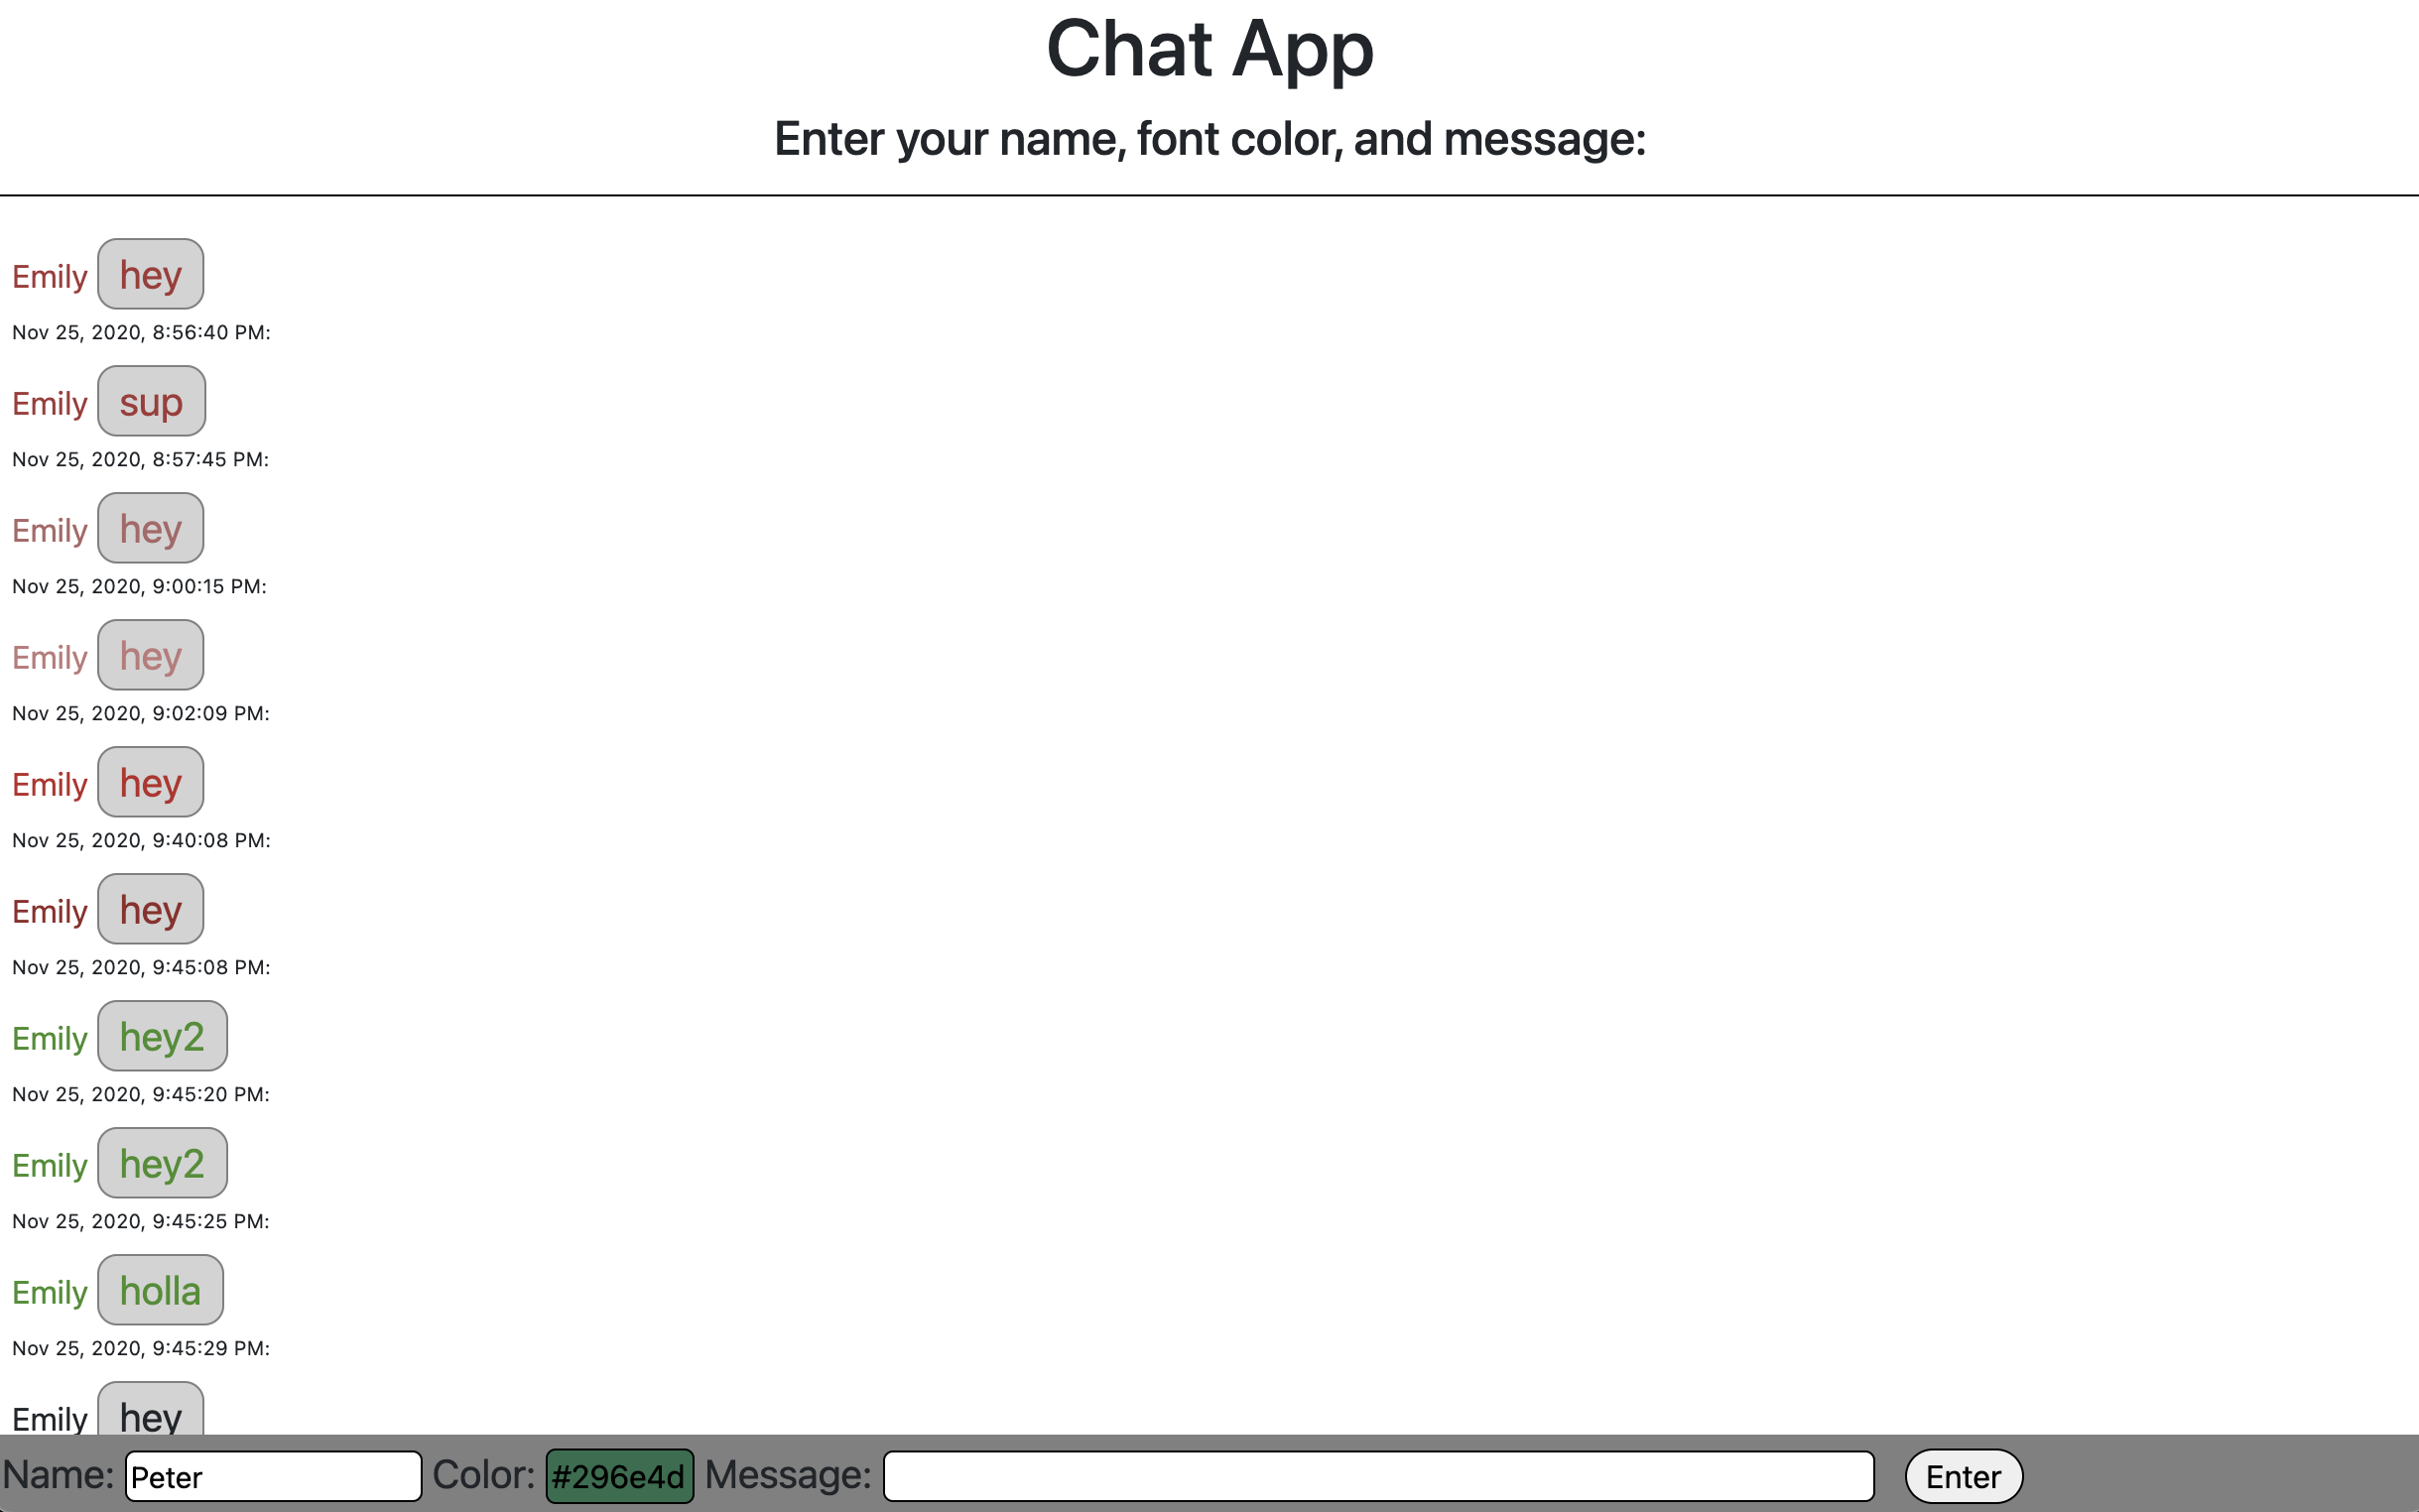 Chat App
Enter your name, font color, and message:
Emily hey
Nov 25, 2020, 8:56:40 PM:
Emily sup
Nov 25, 2020, 8:57:45 PM:
Emily hey
Nov 25, 2020, 9:00:15 PM:
Emily hey
Nov 25, 2020, 9:02:09 PM:
Emily hey
Nov 25, 2020, 9:40:08 PM:
Emily hey
Nov 25, 2020, 9:45:08 PM:
Emily hey2
Nov 25, 2020, 9:45:20 PM:
Emily hey2
Nov 25, 2020, 9:45:25 PM:
Emily holla
Nov 25, 2020, 9:45:29 PM:
Emily hey
Name: Peter Color: #296e4d Message: Enter